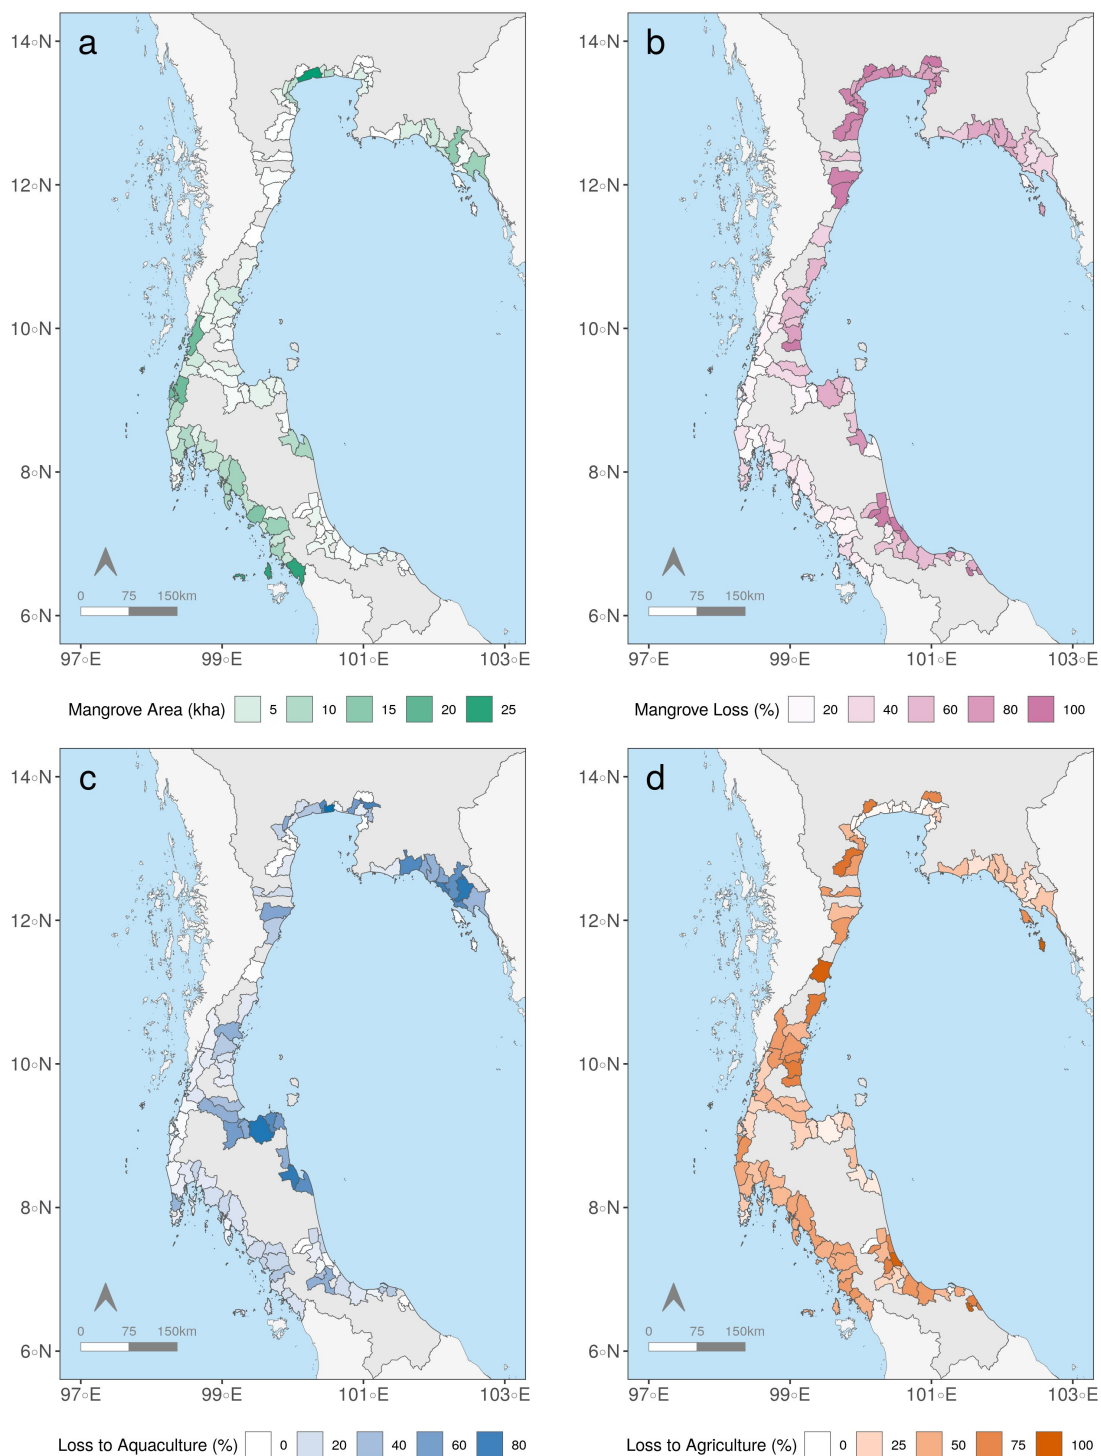 a
b
14°N
12°N
10°N
8°N
6°N
0 75 150km
0 75 150km
97°E 99°E 101°E 103°E
97°E 99°E 101°E 103°E
Mangrove Area (kha) 5 10 15 20 25
Mangrove Loss (%) 20 40 60 80 100
c
d
14°N
12°N
10°N
8°N
6°N
14°N
12°N
10°N
8°N
6°N
0 75 150km
0 75 150km
97°E 99°E 101°E 103°E
97°E 99°E 101°E 103°E
Loss to Aquaculture (%) 0 20 40 60 80
Loss to Agriculture (%) 0 25 50 75 100
14°N
12°N
10°N
8°N
6°N